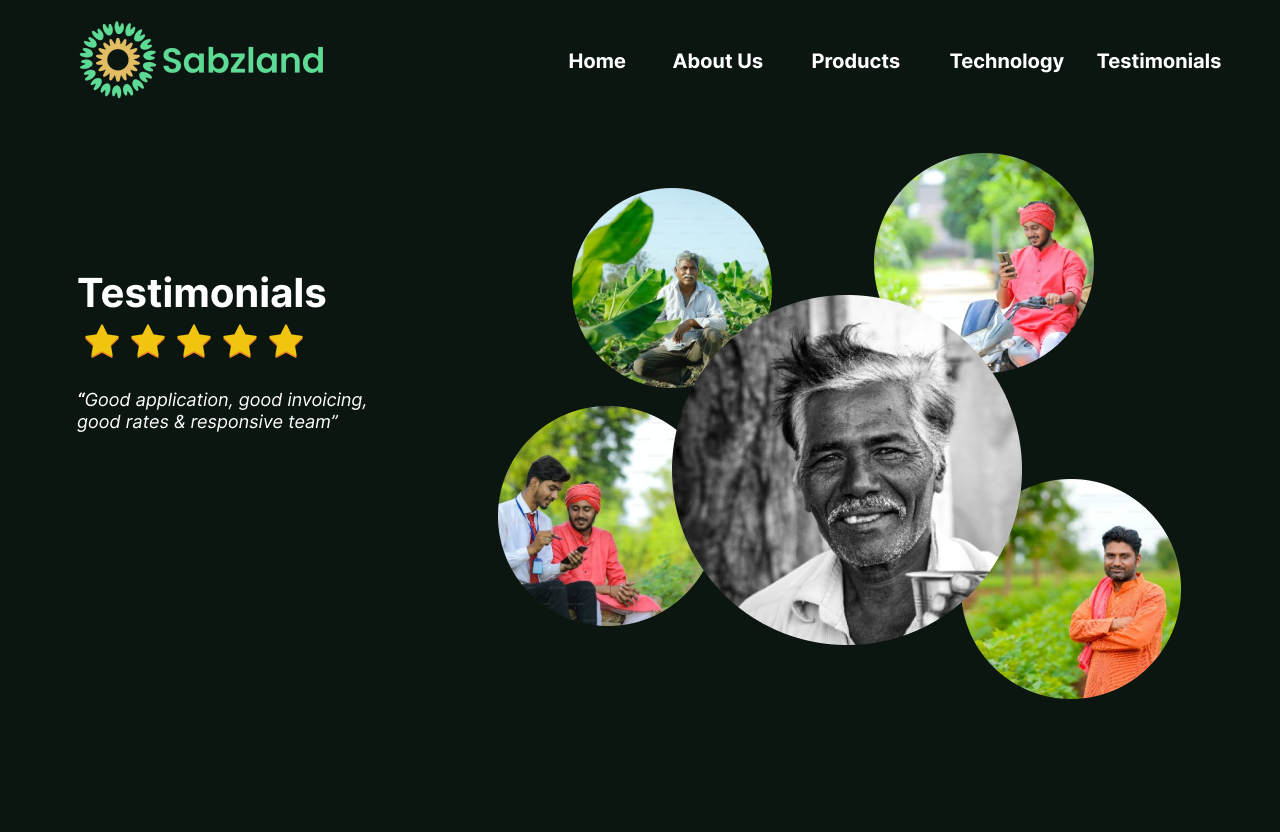 Sabzland
Home About Us Products Technology Testimonials
Testimonials
“Good application, good invoicing,
good rates & responsive team”